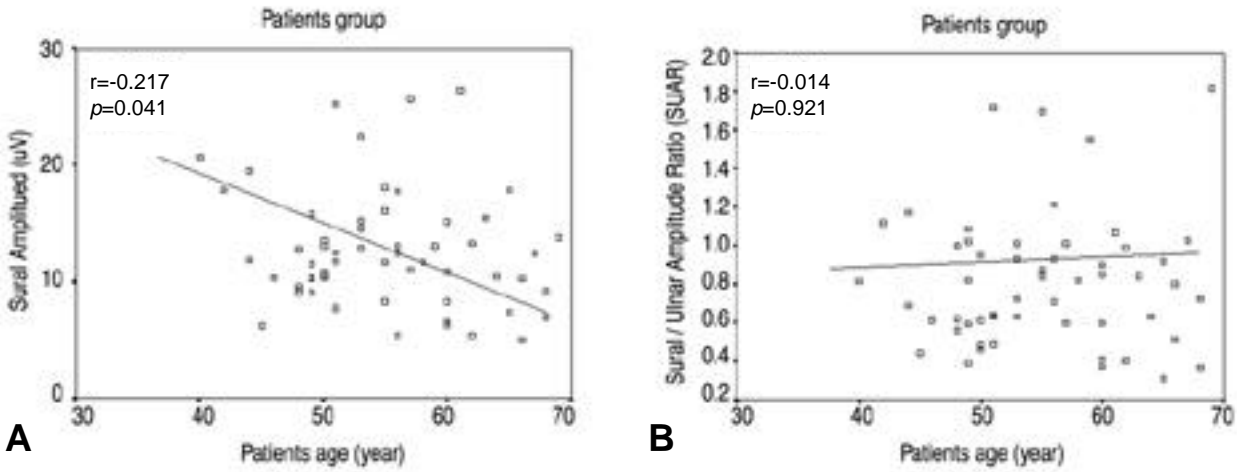 Patients group
r=-0.217
p=0.041
Sural Amplitued (uV)
30
20
10
0
30 40 50 60 70
Patients age (year)
A
Patients group
r=-0.014
p=0.921
Sural / Ulnar Amplitude Ratio (SUAR)
2.0
1.8
1.6
1.4
1.2
1.0
0.8
0.6
0.4
0.2
30 40 50 60 70
Patients age (year)
B